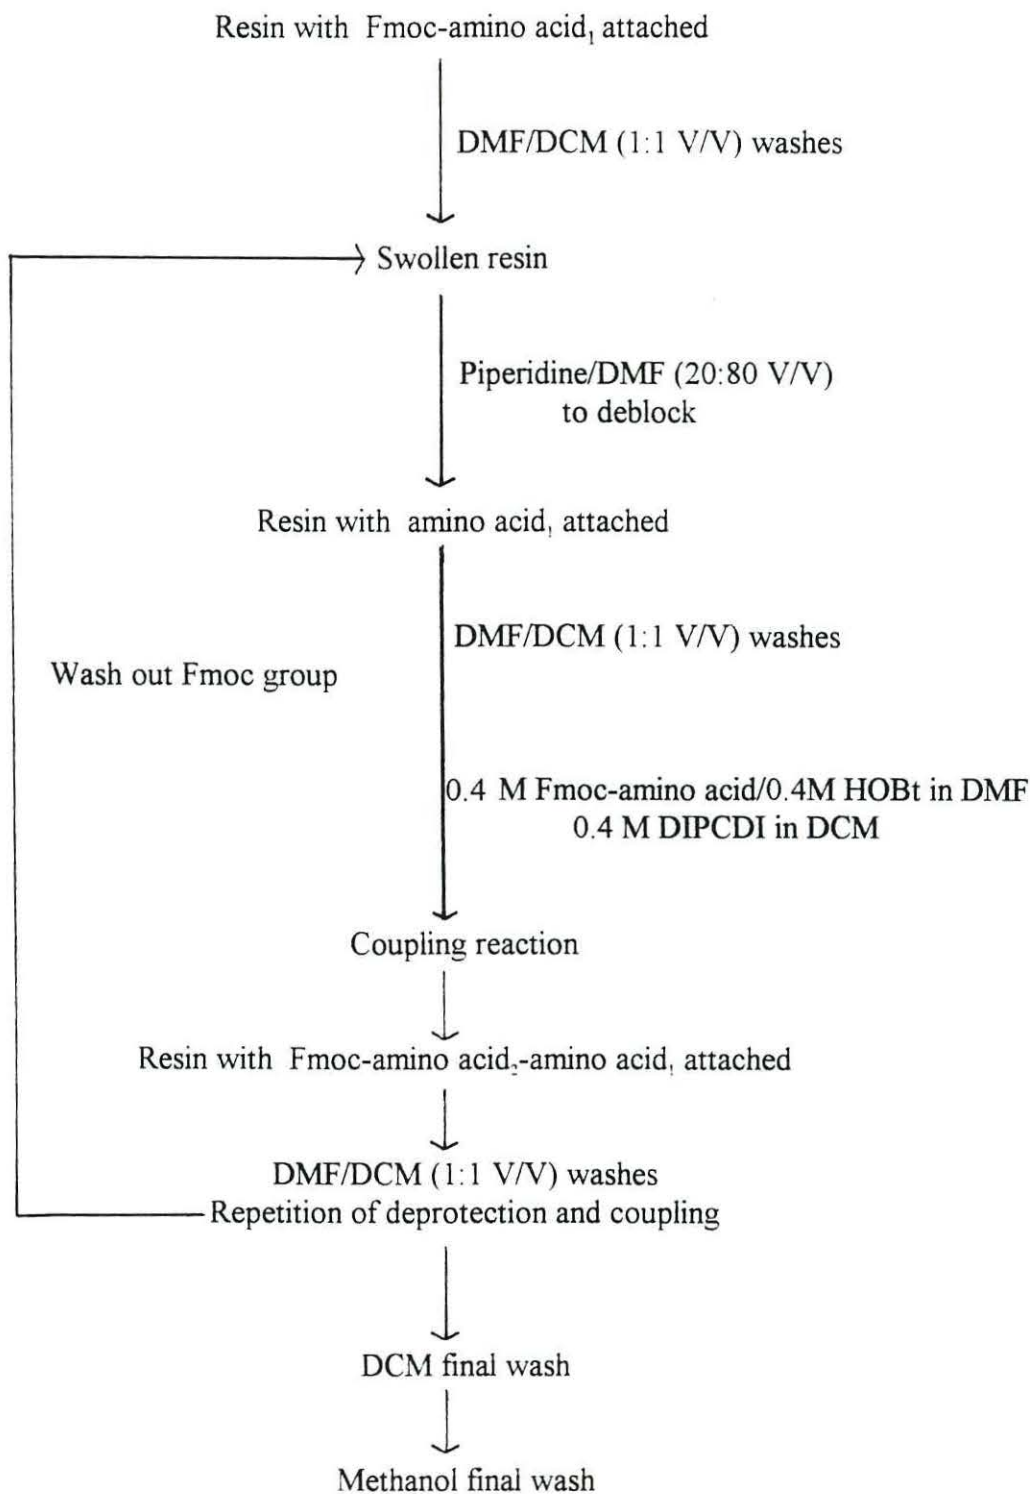 Resin with Fmoc-amino acid₁ attached
DMF/DCM (1:1 V/V) washes
Swollen resin
Piperidine/DMF (20:80 V/V)
to deblock
Resin with amino acid₁ attached
DMF/DCM (1:1 V/V) washes
Wash out Fmoc group
0.4 M Fmoc-amino acid/0.4M HOBt in DMF
0.4 M DIPCDI in DCM
Coupling reaction
Resin with Fmoc-amino acid₂-amino acid₁ attached
DMF/DCM (1:1 V/V) washes
Repetition of deprotection and coupling
DCM final wash
Methanol final wash